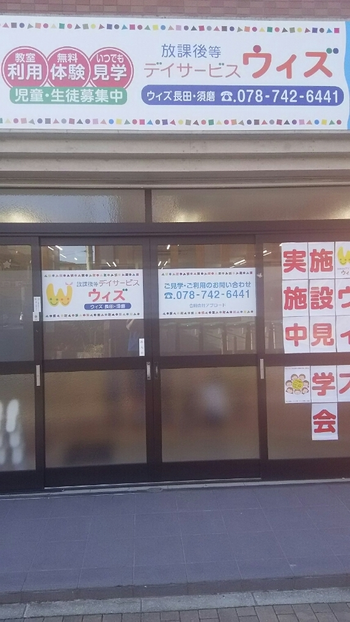 教室 利用
無料 体験
いつでも 見学
児童・生徒募集中
放課後等
デイサービス ウィズ
ウィズ 長田・須磨 ☎.078-742-6441
放課後等デイサービス
ウィズ
ウィズ 長田・須磨
ご見学・ご利用のお問い合わせ
☎.078-742-6441
施設見学会
実施中